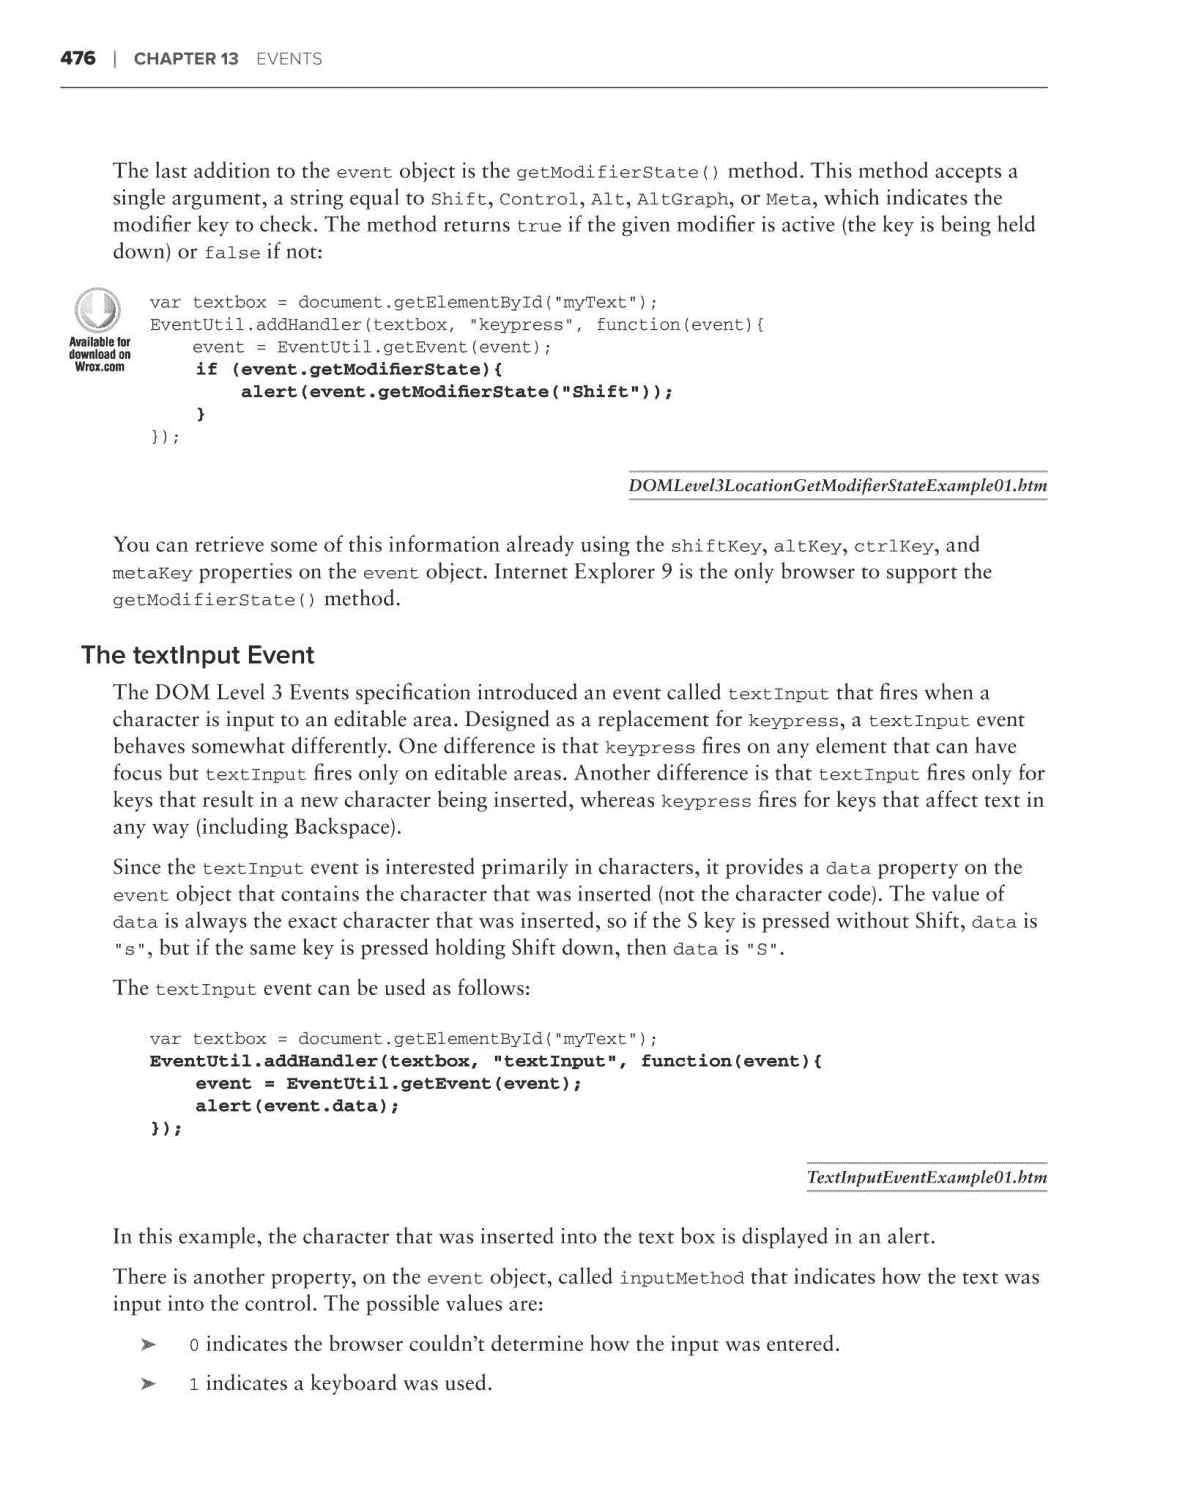 476 | CHAPTER 13 EVENTS
The last addition to the event object is the getModifierState() method. This method accepts a
single argument, a string equal to Shift, Control, Alt, AltGraph, or Meta, which indicates the
modifier key to check. The method returns true if the given modifier is active (the key is being held
down) or false if not:
Available for
download on
Wrox.com
var textbox = document.getElementById("myText");
EventUtil.addHandler(textbox, "keypress", function(event){
event = EventUtil.getEvent(event);
if (event.getModifierState){
alert(event.getModifierState("Shift"));
}
});
DOMLevel3LocationGetModifierStateExample01.htm
You can retrieve some of this information already using the shiftKey, altKey, ctrlKey, and
metaKey properties on the event object. Internet Explorer 9 is the only browser to support the
getModifierState() method.
The textInput Event
The DOM Level 3 Events specification introduced an event called textInput that fires when a
character is input to an editable area. Designed as a replacement for keypress, a textInput event
behaves somewhat differently. One difference is that keypress fires on any element that can have
focus but textInput fires only on editable areas. Another difference is that textInput fires only for
keys that result in a new character being inserted, whereas keypress fires for keys that affect text in
any way (including Backspace).
Since the textInput event is interested primarily in characters, it provides a data property on the
event object that contains the character that was inserted (not the character code). The value of
data is always the exact character that was inserted, so if the S key is pressed without Shift, data is
"s", but if the same key is pressed holding Shift down, then data is "S".
The textInput event can be used as follows:
var textbox = document.getElementById("myText");
EventUtil.addHandler(textbox, "textInput", function(event){
event = EventUtil.getEvent(event);
alert(event.data);
});
TextInputEventExample01.htm
In this example, the character that was inserted into the text box is displayed in an alert.
There is another property, on the event object, called inputMethod that indicates how the text was
input into the control. The possible values are:
➤ 0 indicates the browser couldn't determine how the input was entered.
➤ 1 indicates a keyboard was used.